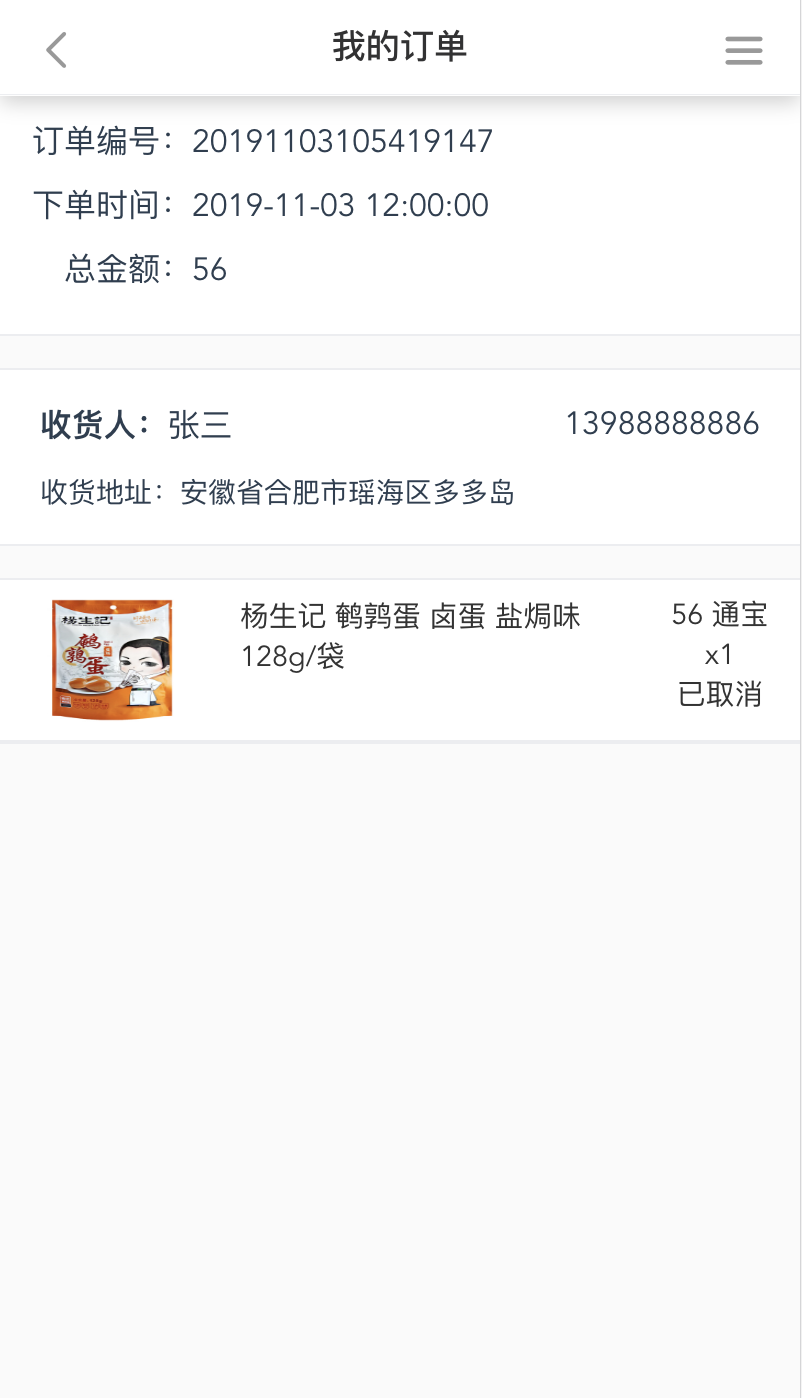 我的订单
订单编号：20191103105419147
下单时间：2019-11-03 12:00:00
总金额：56
收货人：张三 13988888886
收货地址：安徽省合肥市瑶海区多多岛
楊生記
鹌鹑蛋
杨生记 鹌鹑蛋 卤蛋 盐焗味
128g/袋
56 通宝
x1
已取消